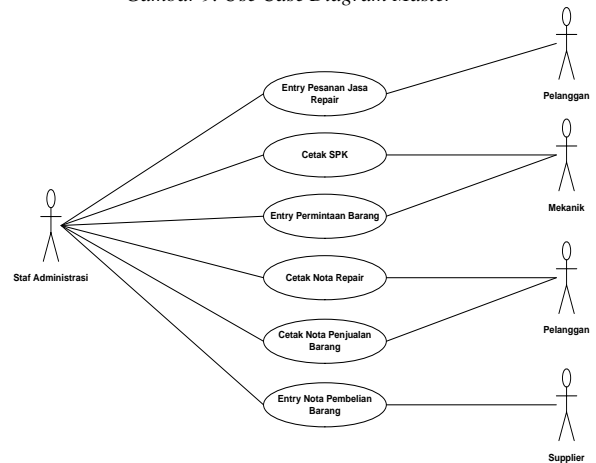 Gambar 9. Use Case Diagram Master
Entry Pesanan Jasa
Repair
Pelanggan
Cetak SPK
Mekanik
Entry Permintaan Barang
Staf Administrasi
Cetak Nota Repair
Pelanggan
Cetak Nota Penjualan
Barang
Entry Nota Pembelian
Barang
Supplier